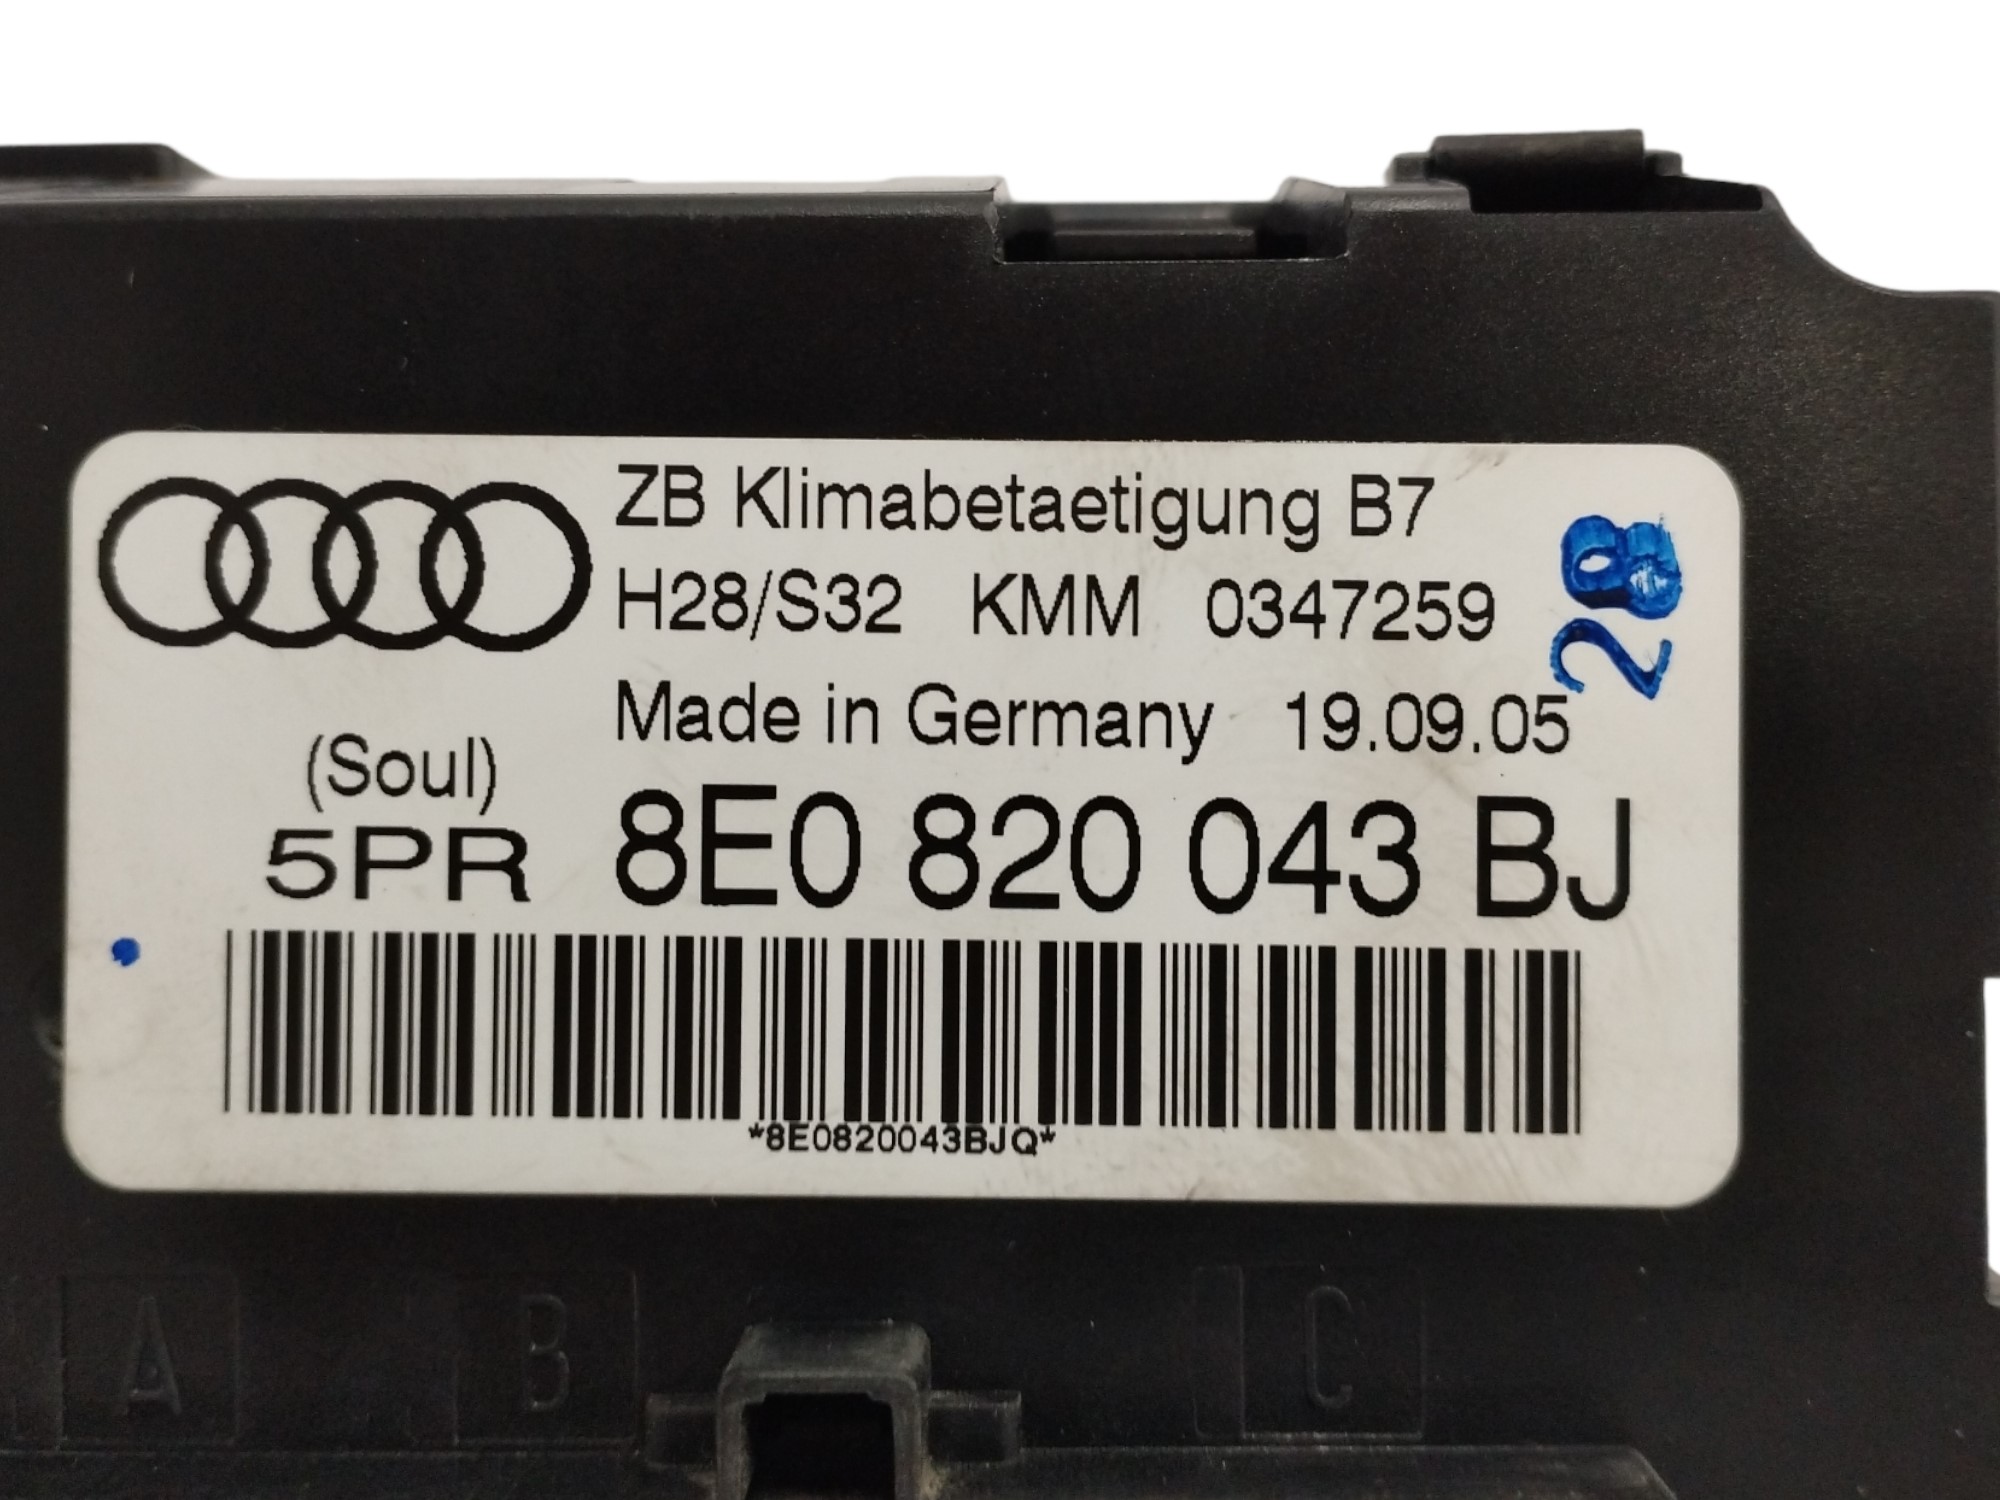 ZB Klimabetaetigung B7
H28/S32 KMM 0347259
28
Made in Germany 19.09.05
(Soul)
5PR 8E0 820 043 BJ
*8E0820043BJQ*
A B C